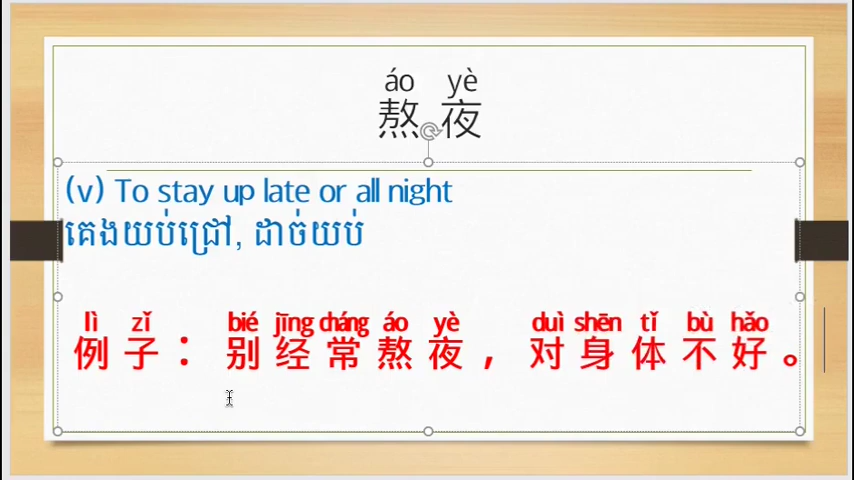 áo yè
熬夜
(v) To stay up late or all night
គេងយប់ជ្រៅ, ដាច់យប់
lì zǐ bié jīng cháng áo yè duì shēn tǐ bù hǎo
例子：别经常熬夜，对身体不好。